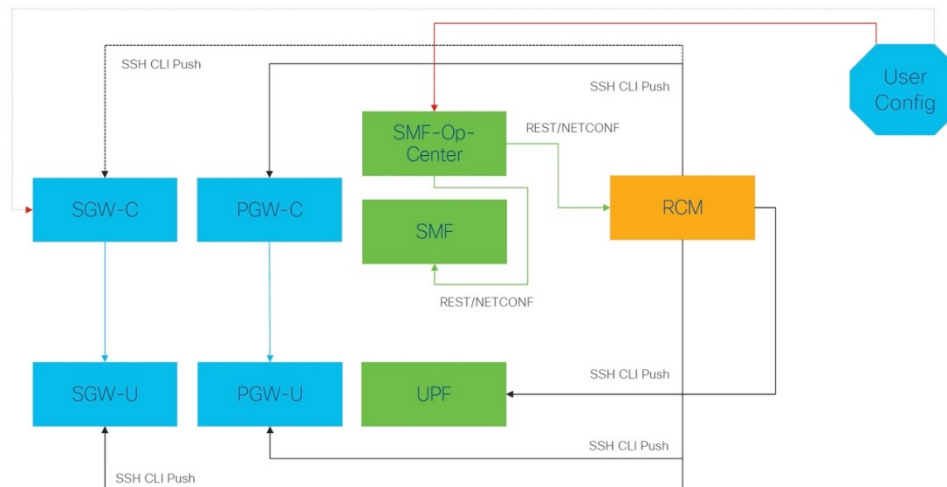 SSH CLI Push
SSH CLI Push
User
Config
SMF-Op-
Center
REST/NETCONF
SGW-C
PGW-C
SMF
RCM
REST/NETCONF
SGW-U
PGW-U
UPF
SSH CLI Push
SSH CLI Push
SSH CLI Push